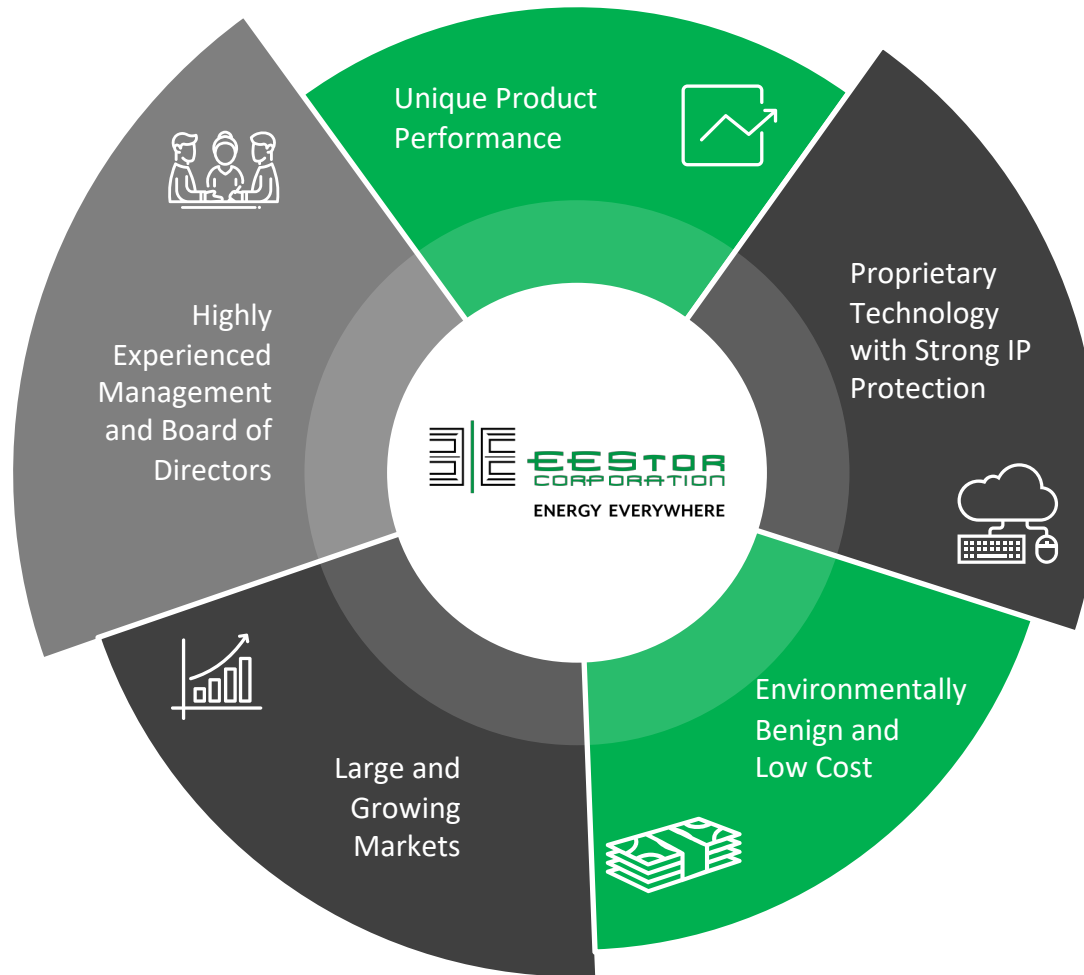 Unique Product
Performance
Proprietary
Technology
with Strong IP
Protection
Environmentally
Benign and
Low Cost
Large and
Growing
Markets
Highly
Experienced
Management
and Board of
Directors
EESTOR
CORPORATION
ENERGY EVERYWHERE